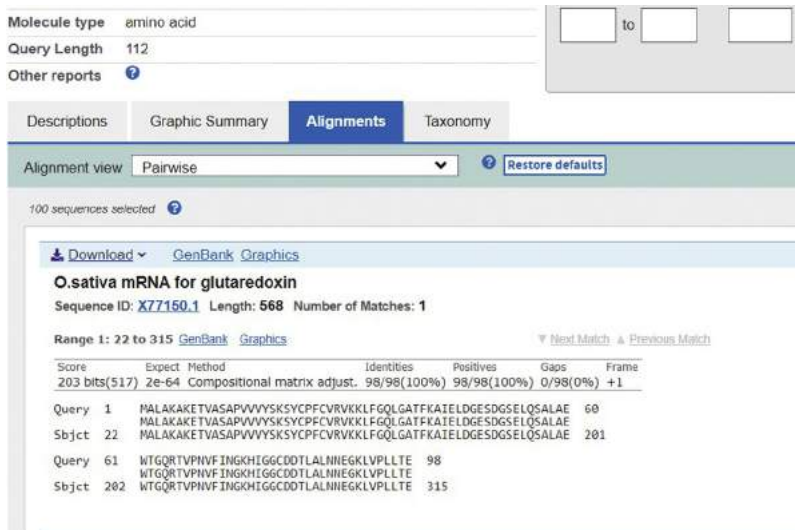 Molecule type amino acid
Query Length 112
Other reports ?
to
Descriptions Graphic Summary Alignments Taxonomy
Alignment view Pairwise ? Restore defaults
100 sequences selected ?
Download GenBank Graphics
O.sativa mRNA for glutaredoxin
Sequence ID: X77150.1 Length: 568 Number of Matches: 1
Range 1: 22 to 315 GenBank Graphics ▼ Next Match ▲ Previous Match
Score Expect Method Identities Positives Gaps Frame
203 bits(517) 2e-64 Compositional matrix adjust. 98/98(100%) 98/98(100%) 0/98(0%) +1
Query 1 MALAKAKETVASAPVVVYSKSYCPFCVRVKKLFGQLGATFKAIELDGESDGSELQSALAE 60
MALAKAKETVASAPVVVYSKSYCPFCVRVKKLFGQLGATFKAIELDGESDGSELQSALAE
Sbjct 22 MALAKAKETVASAPVVVYSKSYCPFCVRVKKLFGQLGATFKAIELDGESDGSELQSALAE 201
Query 61 WTGQRTVPNVFINGKHIGGCDDTLALNNEGKLVPLLTE 98
WTGQRTVPNVFINGKHIGGCDDTLALNNEGKLVPLLTE
Sbjct 202 WTGQRTVPNVFINGKHIGGCDDTLALNNEGKLVPLLTE 315